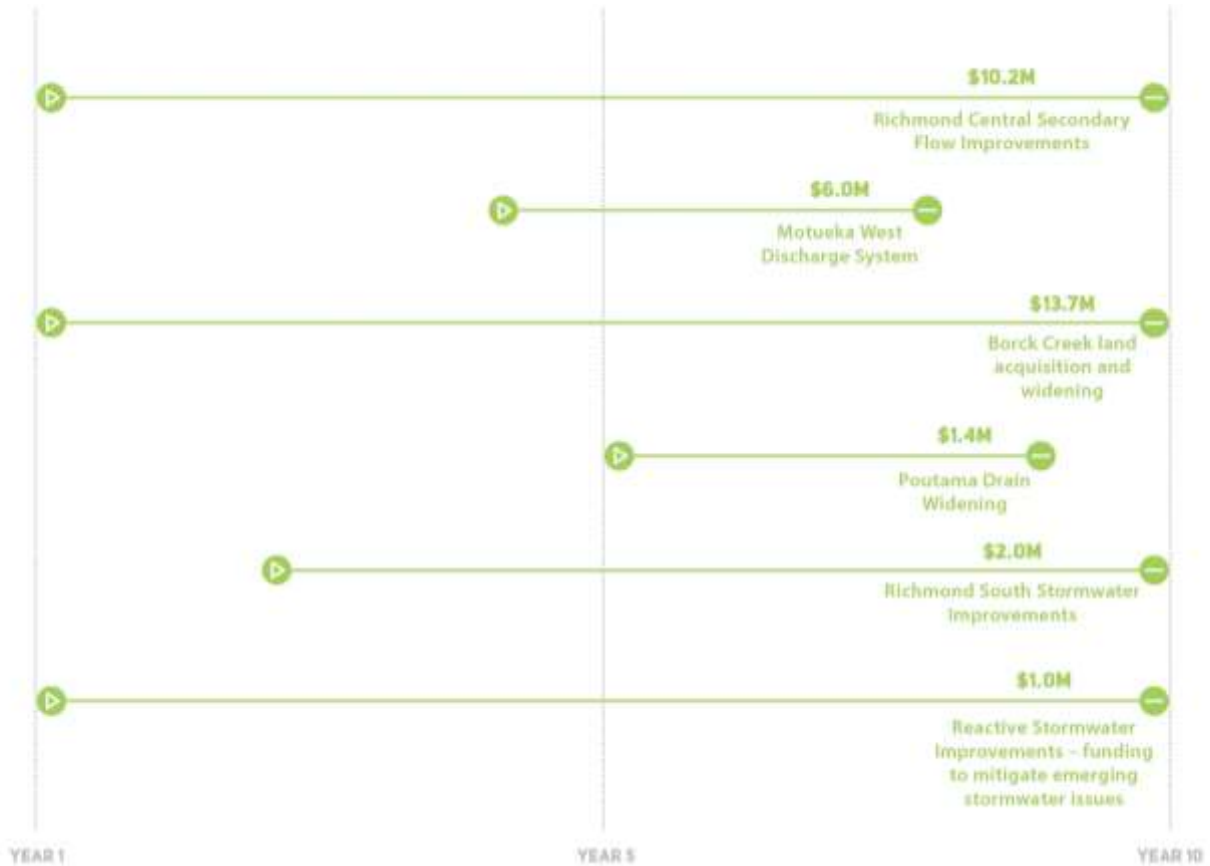 $10.2M
Richmond Central Secondary
Flow Improvements
$6.0M
Motueka West
Discharge System
$13.7M
Borck Creek land
acquisition and
widening
$1.4M
Poutama Drain
Widening
$2.0M
Richmond South Stormwater
Improvements
$1.0M
Reactive Stormwater
Improvements – funding
to mitigate emerging
stormwater issues
YEAR 1
YEAR 5
YEAR 10